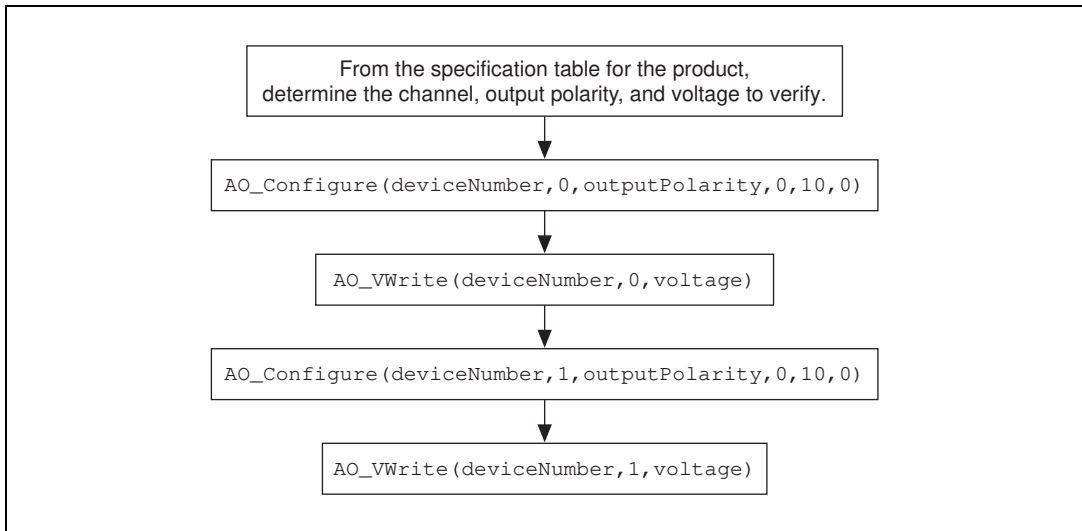 From the specification table for the product,
determine the channel, output polarity, and voltage to verify.
AO_Configure(deviceNumber,0,outputPolarity,0,10,0)
AO_VWrite(deviceNumber,0,voltage)
AO_Configure(deviceNumber,1,outputPolarity,0,10,0)
AO_VWrite(deviceNumber,1,voltage)